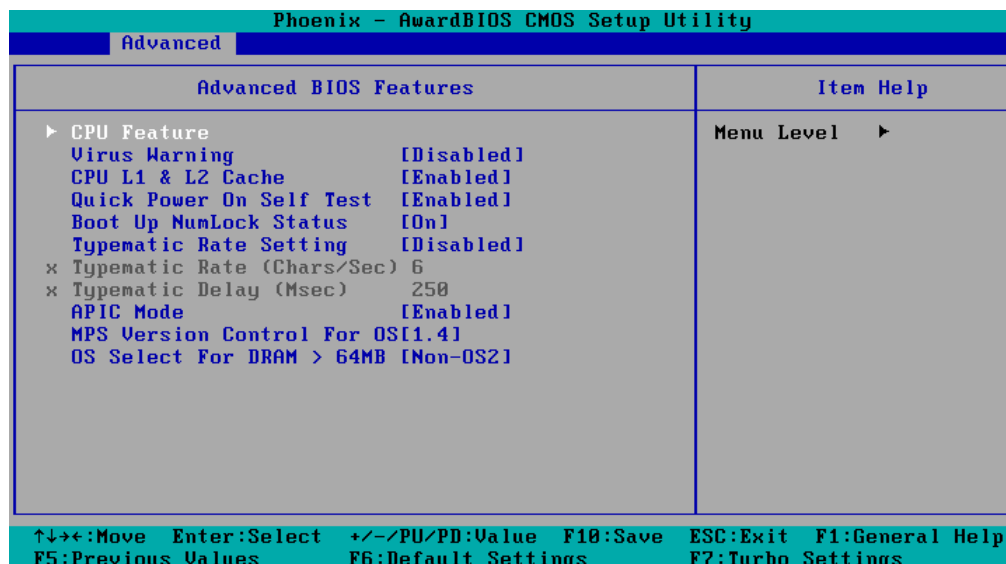 Phoenix - AwardBIOS CMOS Setup Utility
Advanced
Advanced BIOS Features
Item Help
▶ CPU Feature
Menu Level ▶
Virus Warning [Disabled]
CPU L1 & L2 Cache [Enabled]
Quick Power On Self Test [Enabled]
Boot Up NumLock Status [On]
Typematic Rate Setting [Disabled]
x Typematic Rate (Chars/Sec) 6
x Typematic Delay (Msec) 250
APIC Mode [Enabled]
MPS Version Control For OS[1.4]
OS Select For DRAM > 64MB [Non-OS2]
↑↓→←:Move Enter:Select +/-/PU/PD:Value F10:Save ESC:Exit F1:General Help
F5:Previous Values F6:Default Settings F7:Turbo Settings